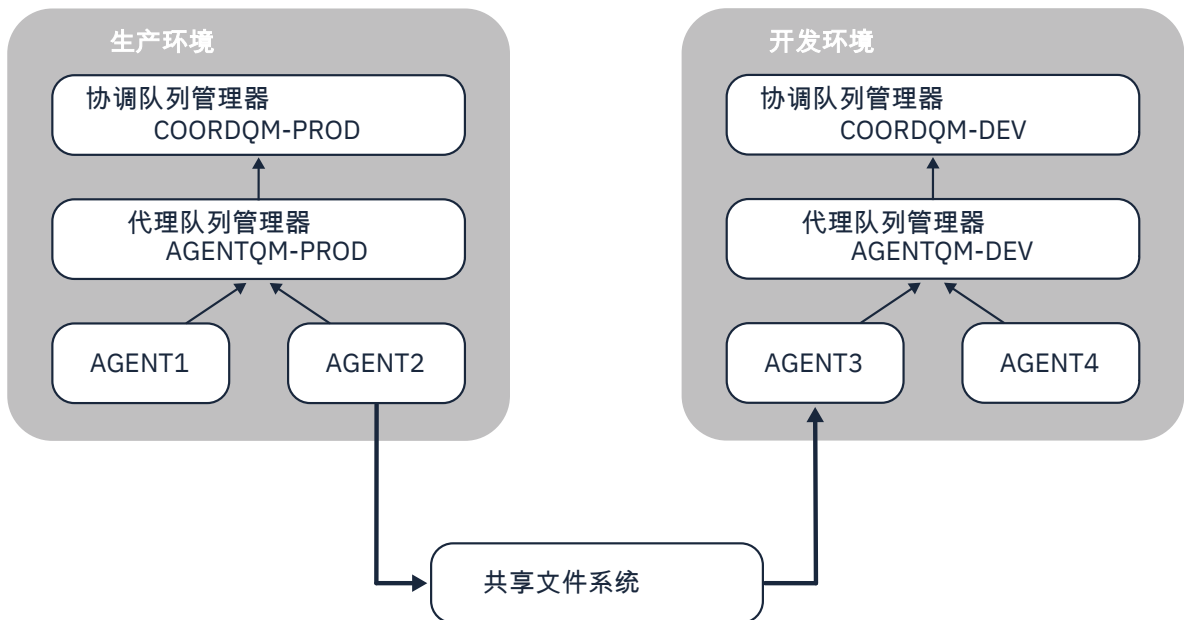 生产环境
协调队列管理器
COORDQM-PROD
代理队列管理器
AGENTQM-PROD
AGENT1
AGENT2
开发环境
协调队列管理器
COORDQM-DEV
代理队列管理器
AGENTQM-DEV
AGENT3
AGENT4
共享文件系统